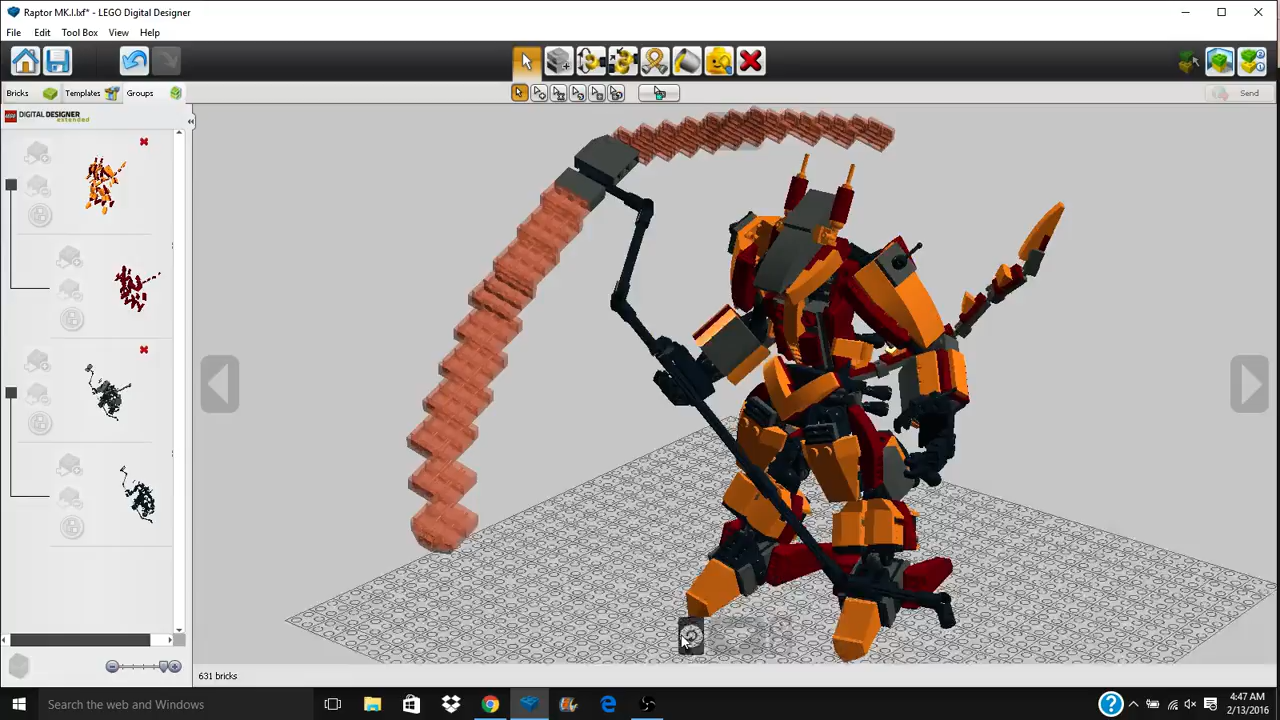 Raptor MK.I.lxf* - LEGO Digital Designer
File Edit Tool Box View Help
Bricks Templates Groups
Send
LEGO DIGITAL DESIGNER
extended
631 bricks
Search the web and Windows
4:47 AM
2/13/2016